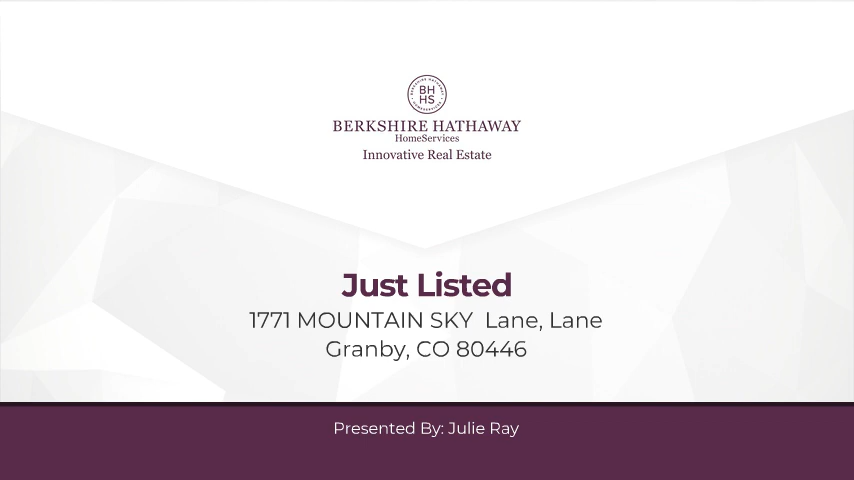 BH
HS
BERKSHIRE HATHAWAY
HomeServices
Innovative Real Estate
Just Listed
1771 MOUNTAIN SKY  Lane, Lane
Granby, CO 80446
Presented By: Julie Ray